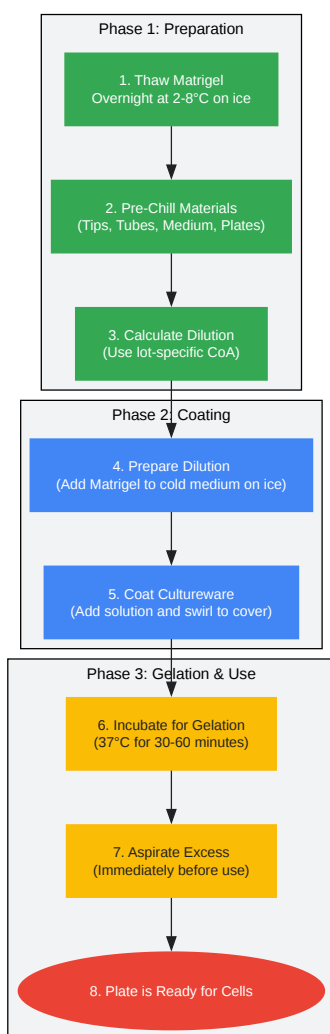 Phase 1: Preparation
1. Thaw Matrigel
Overnight at 2-8°C on ice
2. Pre-Chill Materials
(Tips, Tubes, Medium, Plates)
3. Calculate Dilution
(Use lot-specific CoA)
Phase 2: Coating
4. Prepare Dilution
(Add Matrigel to cold medium on ice)
5. Coat Cultureware
(Add solution and swirl to cover)
Phase 3: Gelation & Use
6. Incubate for Gelation
(37°C for 30-60 minutes)
7. Aspirate Excess
(Immediately before use)
8. Plate is Ready for Cells